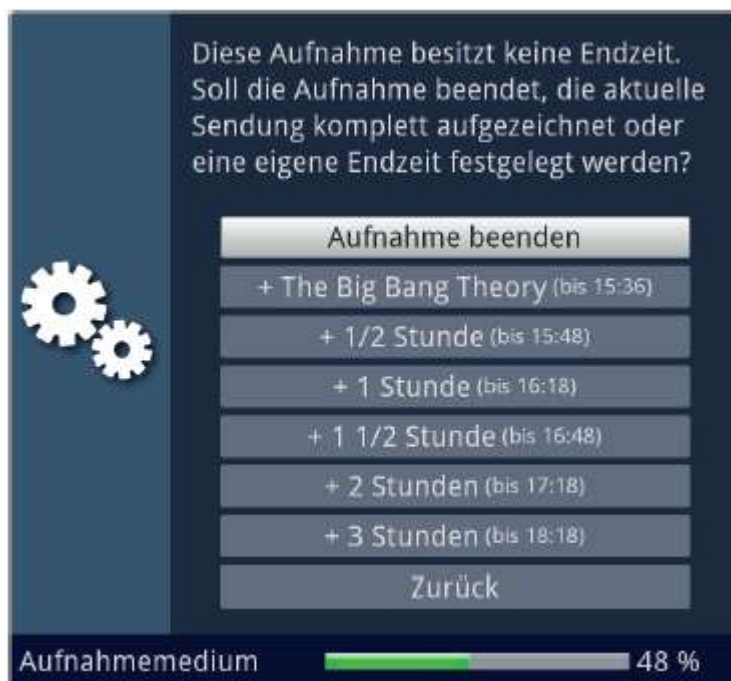 Diese Aufnahme besitzt keine Endzeit.
Soll die Aufnahme beendet, die aktuelle
Sendung komplett aufgezeichnet oder
eine eigene Endzeit festgelegt werden?
Aufnahme beenden
+ The Big Bang Theory (bis 15:36)
+ 1/2 Stunde (bis 15:48)
+ 1 Stunde (bis 16:18)
+ 1 1/2 Stunde (bis 16:48)
+ 2 Stunden (bis 17:18)
+ 3 Stunden (bis 18:18)
Zurück
Aufnahmemedium 48 %